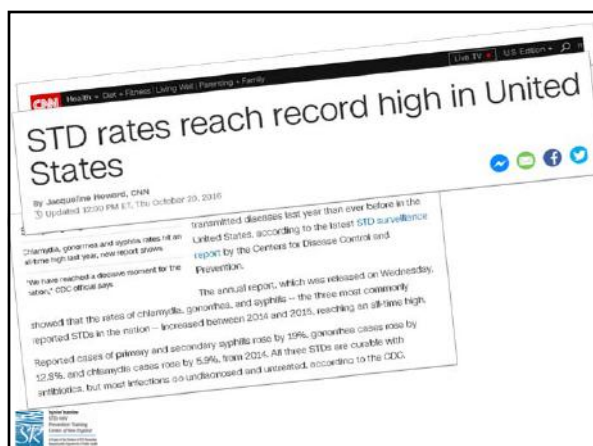 CNN Health + Diet + Fitness | Living Well | Parenting + Family Live TV U.S. Edition +
STD rates reach record high in United
States
By Jacqueline Howard, CNN
Updated 12:00 PM ET, Thu October 20, 2016
Chlamydia, gonorrhea and syphilis rates hit an
all-time high last year, new report shows
"We have reached a decisive moment for the
nation," CDC official says
transmitted diseases last year than ever before in the
United States, according to the latest STD surveillance
report by the Centers for Disease Control and
Prevention.
The annual report, which was released on Wednesday,
showed that the rates of chlamydia, gonorrhea, and syphilis -- the three most commonly
reported STDs in the nation -- increased between 2014 and 2015, reaching an all-time high.
Reported cases of primary and secondary syphilis rose by 19%, gonorrhea cases rose by
12.8%, and chlamydia cases rose by 5.9%, from 2014. All three STDs are curable with
antibiotics, but most infections go undiagnosed and untreated, according to the CDC.
STD/HIV
Prevention Training
Center of New England